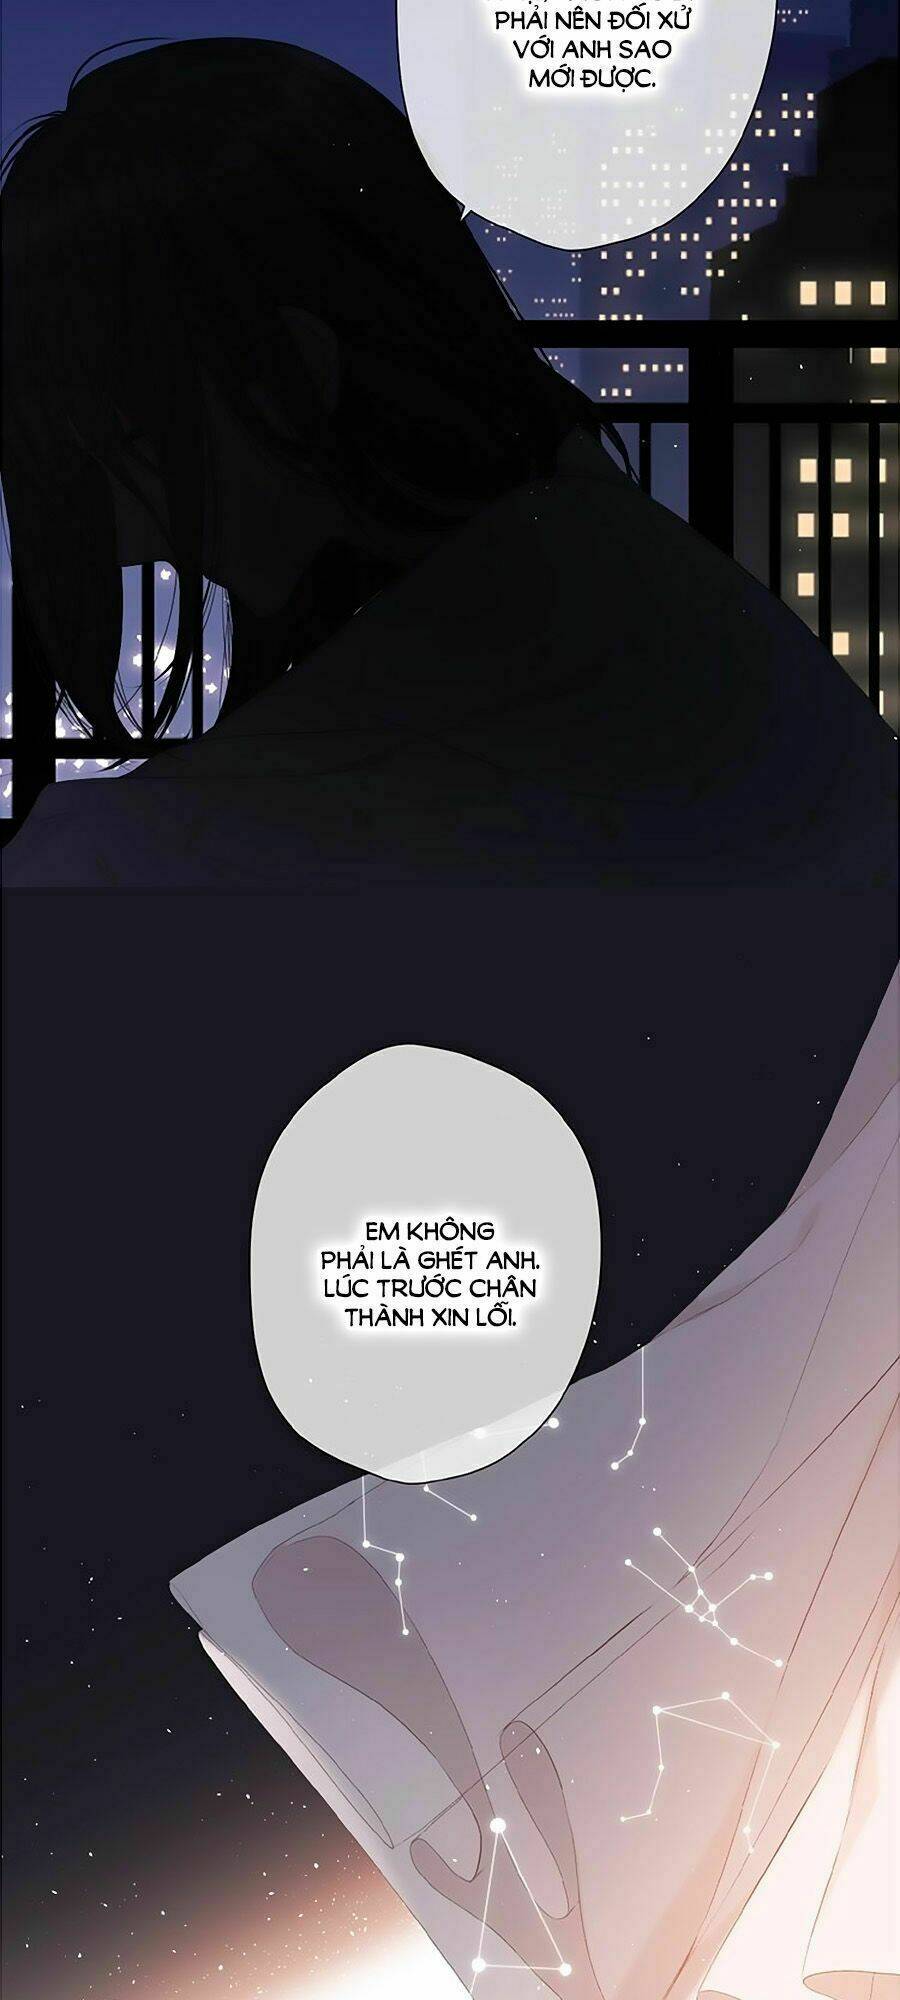 PHẢI NÊN ĐỐI XỬ
VỚI ANH SAO
MỚI ĐƯỢC.
EM KHÔNG
PHẢI LÀ GHÉT ANH.
LÚC TRƯỚC CHÂN
THÀNH XIN LỖI.